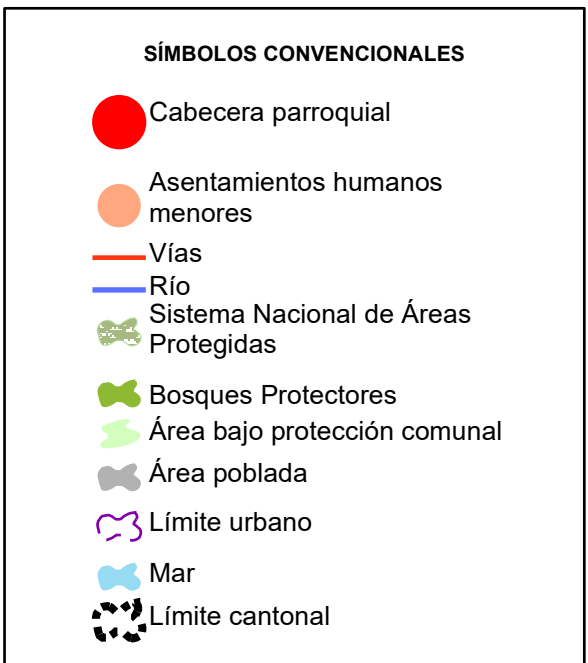 SÍMBOLOS CONVENCIONALES
Cabecera parroquial
Asentamientos humanos
menores
Vías
Río
Sistema Nacional de Áreas
Protegidas
Bosques Protectores
Área bajo protección comunal
Área poblada
Límite urbano
Mar
Límite cantonal